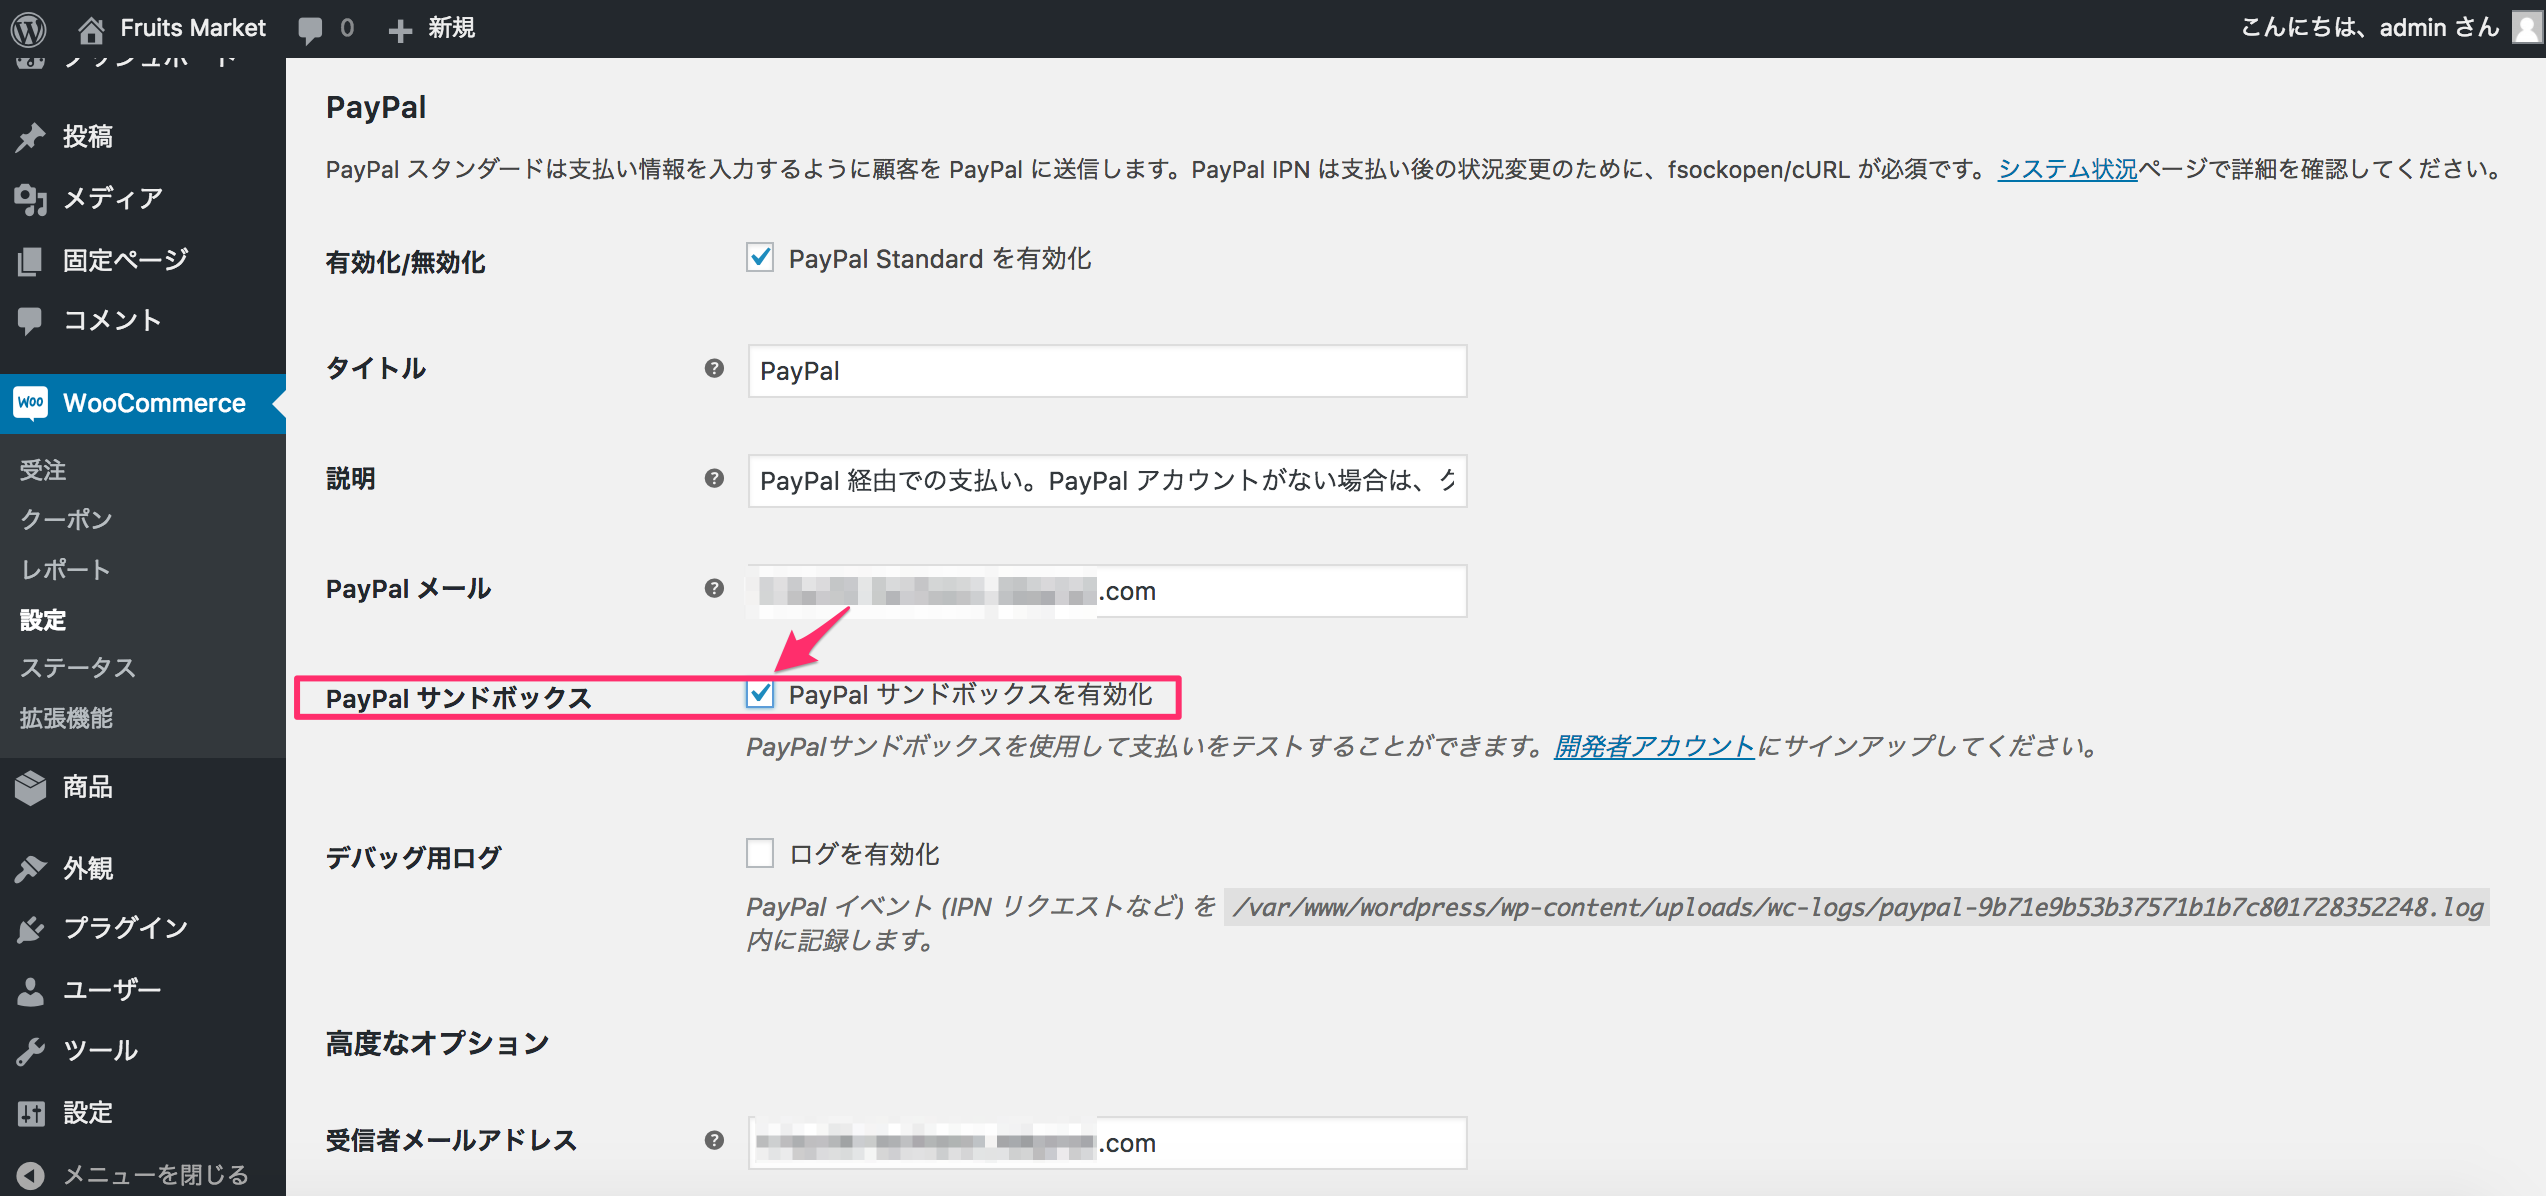 Fruits Market 0 新規 こんにちは、admin さん
ダッシュボード
投稿
メディア
固定ページ
コメント
WooCommerce
受注
クーポン
レポート
設定
ステータス
拡張機能
商品
外観
プラグイン
ユーザー
ツール
設定
メニューを閉じる
PayPal
PayPal スタンダードは支払い情報を入力するように顧客を PayPal に送信します。PayPal IPN は支払い後の状況変更のために、fsockopen/cURL が必須です。システム状況ページで詳細を確認してください。
有効化/無効化 PayPal Standard を有効化
タイトル PayPal
説明 PayPal 経由での支払い。PayPal アカウントがない場合は、ク
PayPal メール .com
PayPal サンドボックス PayPal サンドボックスを有効化
PayPalサンドボックスを使用して支払いをテストすることができます。開発者アカウントにサインアップしてください。
デバッグ用ログ ログを有効化
PayPal イベント (IPN リクエストなど) を /var/www/wordpress/wp-content/uploads/wc-logs/paypal-9b71e9b53b37571b1b7c801728352248.log
内に記録します。
高度なオプション
受信者メールアドレス .com